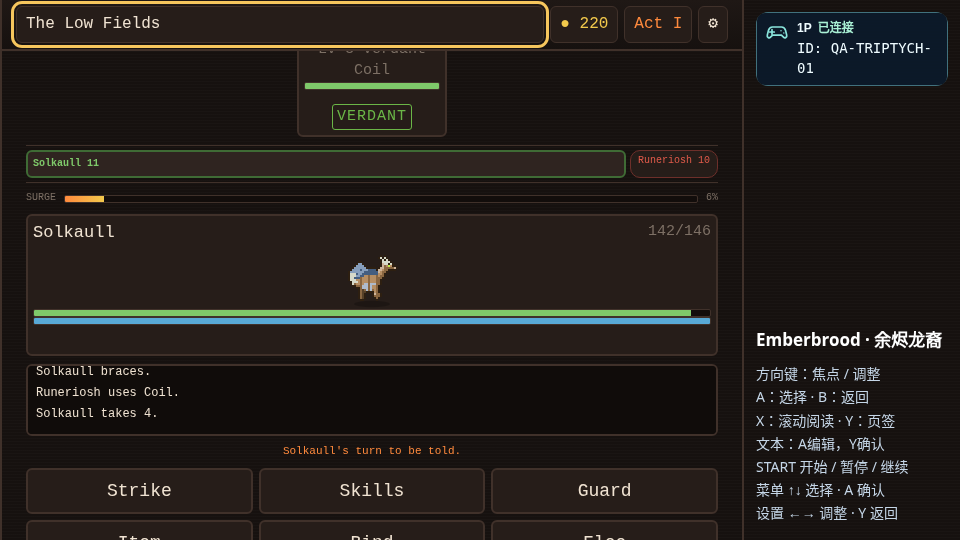 The Low Fields
● 220
Act I
⚙
Coil
VERDANT
Solkaull 11
Runeriosh 10
SURGE
6%
Solkaull
142/146
Solkaull braces.
Runeriosh uses Coil.
Solkaull takes 4.
Solkaull's turn to be told.
Strike
Skills
Guard
Item
Bind
Flee
1P 已连接
ID: QA-TRIPTYCH-
01
Emberbrood · 余烬龙裔
方向键：焦点 / 调整
A：选择 · B：返回
X：滚动阅读 · Y：页签
文本：A编辑，Y确认
START 开始 / 暂停 / 继续
菜单 ↑↓ 选择 · A 确认
设置 ←→ 调整 · Y 返回